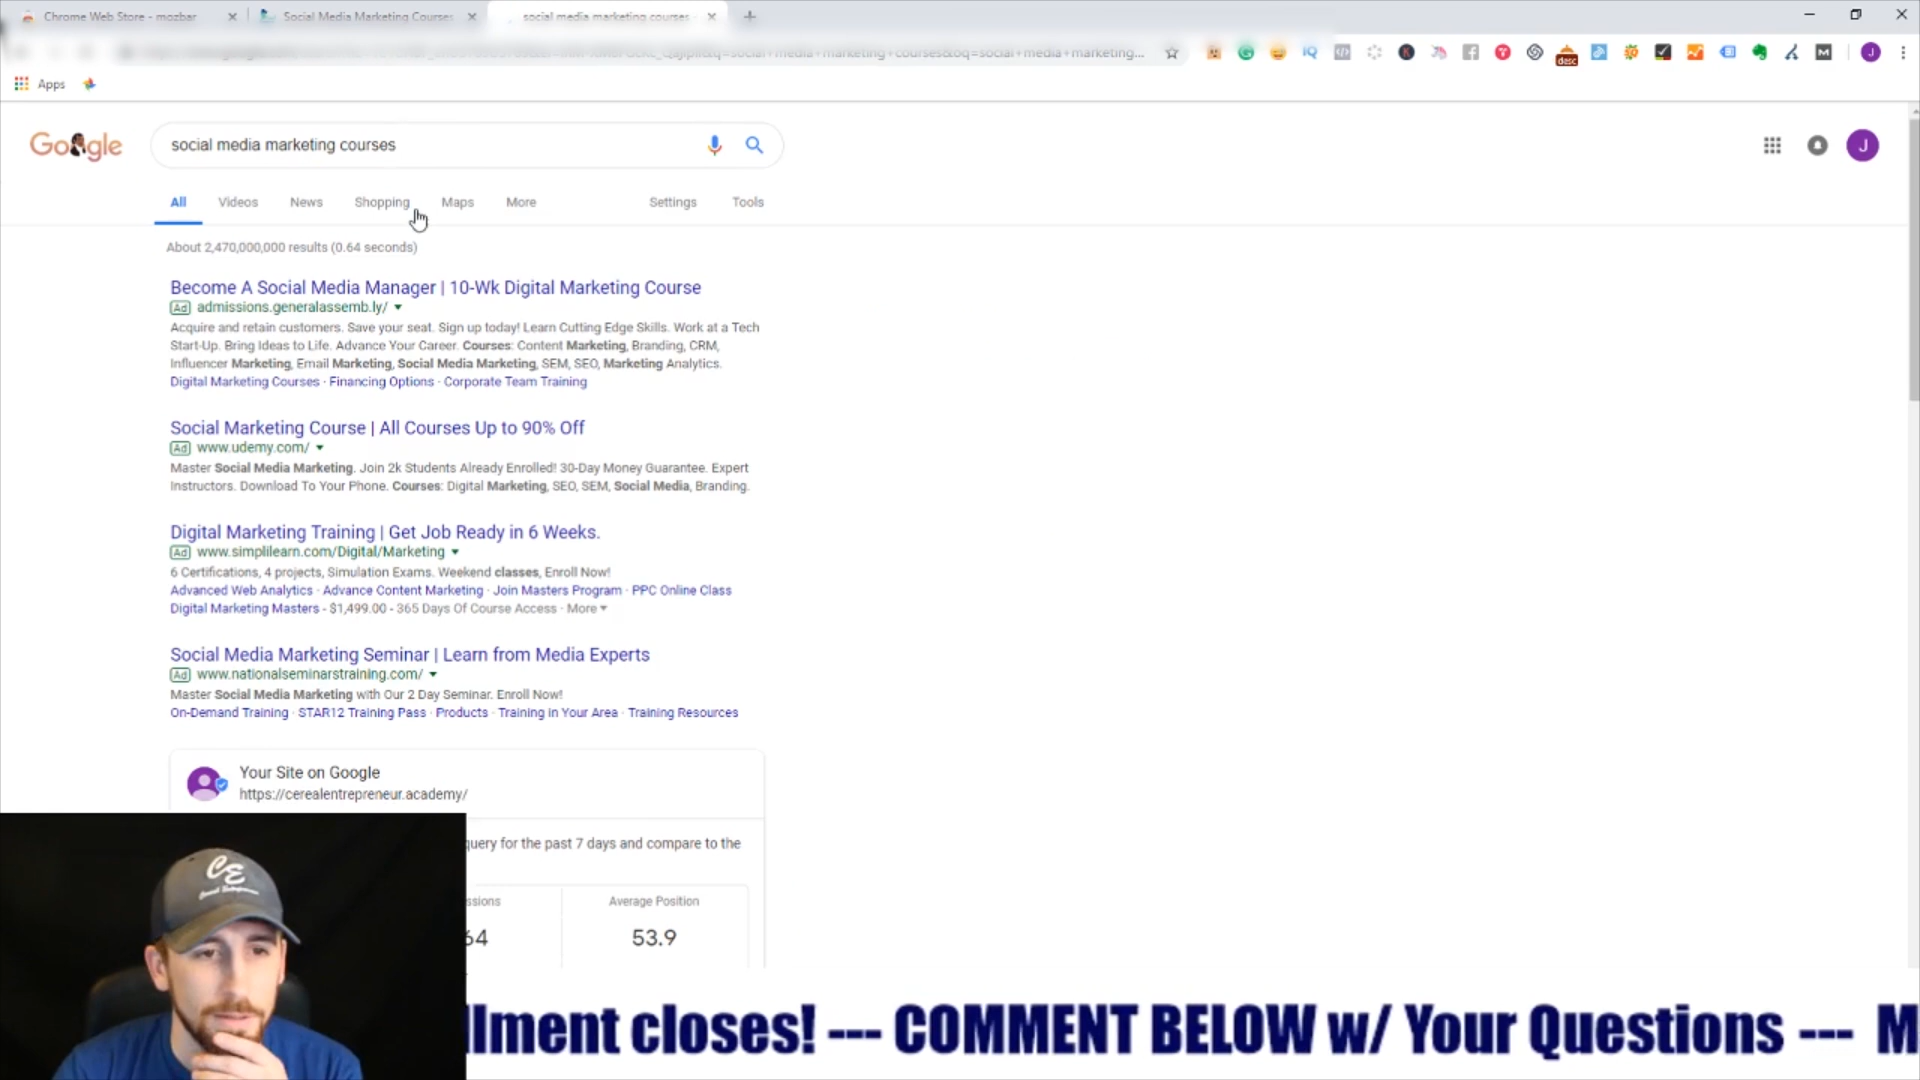 Chrome Web Store - mozbar
Social Media Marketing Courses
social media marketing courses
social+media+marketing+courses&oq=social+media+marketing...
IQ
desc
M
J
Apps
Google
social media marketing courses
J
All
Videos
News
Shopping
Maps
More
Settings
Tools
About 2,470,000,000 results (0.64 seconds)
Become A Social Media Manager | 10-Wk Digital Marketing Course
Ad admissions.generalassemb.ly/
Acquire and retain customers. Save your seat. Sign up today! Learn Cutting Edge Skills. Work at a Tech
Start-Up. Bring Ideas to Life. Advance Your Career. Courses: Content Marketing, Branding, CRM,
Influencer Marketing, Email Marketing, Social Media Marketing, SEM, SEO, Marketing Analytics.
Digital Marketing Courses · Financing Options · Corporate Team Training
Social Marketing Course | All Courses Up to 90% Off
Ad www.udemy.com/
Master Social Media Marketing. Join 2k Students Already Enrolled! 30-Day Money Guarantee. Expert
Instructors. Download To Your Phone. Courses: Digital Marketing, SEO, SEM, Social Media, Branding.
Digital Marketing Training | Get Job Ready in 6 Weeks.
Ad www.simplilearn.com/Digital/Marketing
6 Certifications, 4 projects, Simulation Exams. Weekend classes, Enroll Now!
Advanced Web Analytics · Advance Content Marketing · Join Masters Program · PPC Online Class
Digital Marketing Masters - $1,499.00 - 365 Days Of Course Access · More
Social Media Marketing Seminar | Learn from Media Experts
Ad www.nationalseminarstraining.com/
Master Social Media Marketing with Our 2 Day Seminar. Enroll Now!
On-Demand Training · STAR12 Training Pass · Products · Training in Your Area · Training Resources
Your Site on Google
https://cerealentrepreneur.academy/
query for the past 7 days and compare to the
ssions
Average Position
64
53.9
CE
llment closes! --- COMMENT BELOW w/ Your Questions --- M